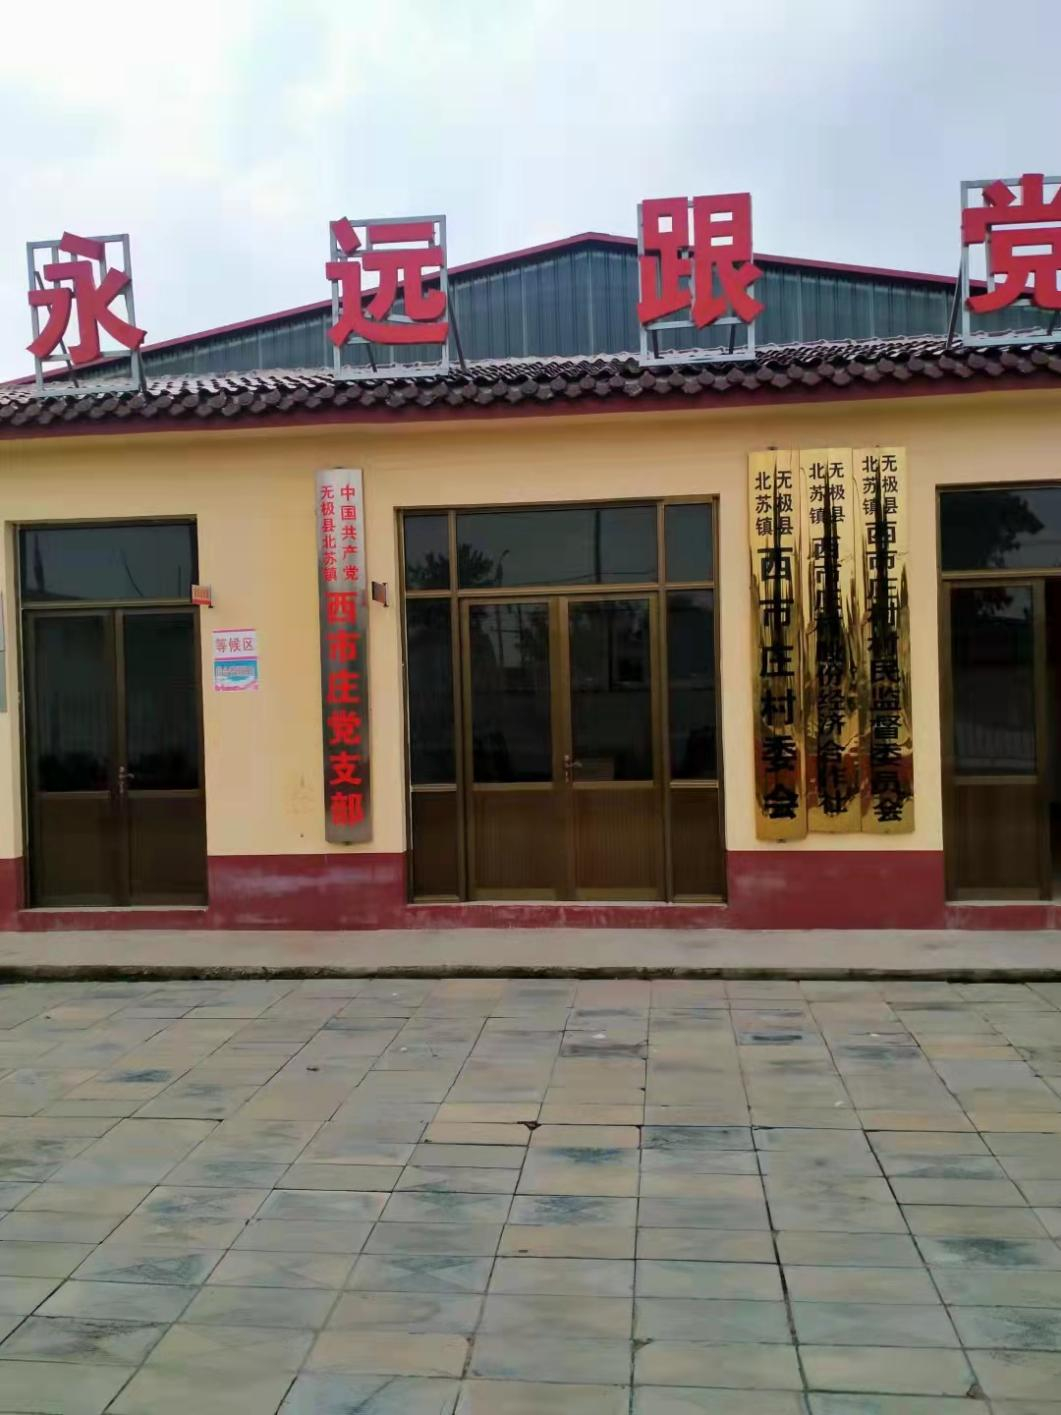 永远跟党
中国共产党
无极县北苏镇
西市庄党支部
等候区
无极县
北苏镇
西市庄村委会
无极县
北苏镇
西市庄村股份经济合作社
无极县
北苏镇
西市庄村村民监督委员会